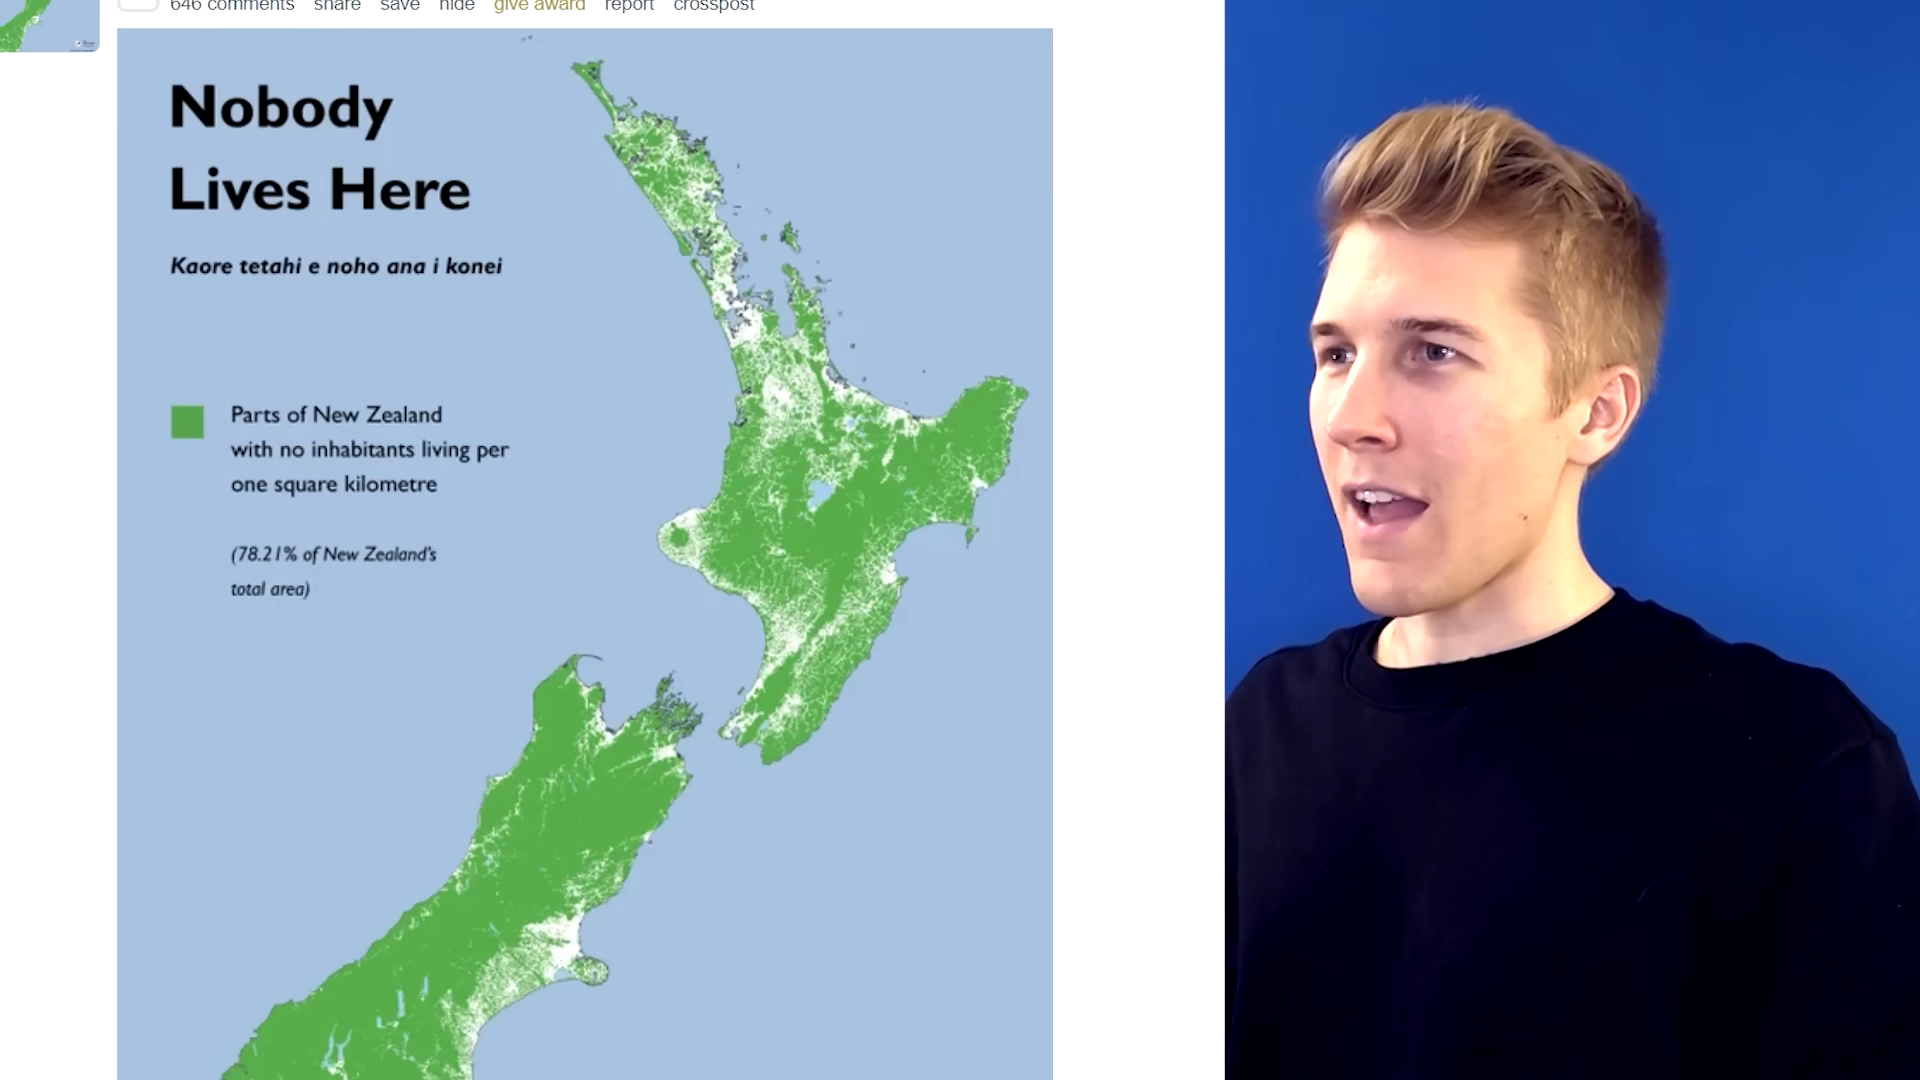 646 comments share save hide give award report crosspost
Nobody
Lives Here
Kaore tetahi e noho ana i konei
Parts of New Zealand
with no inhabitants living per
one square kilometre
(78.21% of New Zealand's
total area)